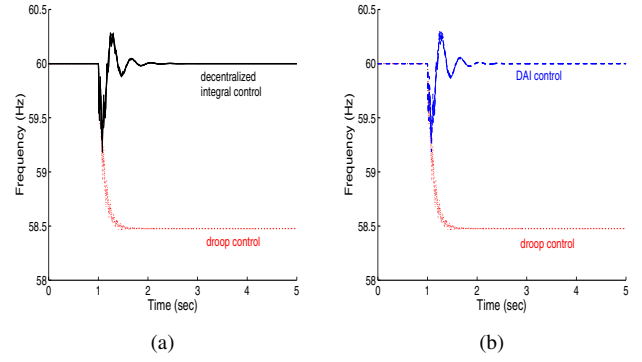 60.5
60
59.5
59
58.5
58
0
1
2
3
4
5
Frequency (Hz)
Time (sec)
decentralized
integral control
droop control
(a)
60.5
60
59.5
59
58.5
58
0
1
2
3
4
5
Frequency (Hz)
Time (sec)
DAI control
droop control
(b)